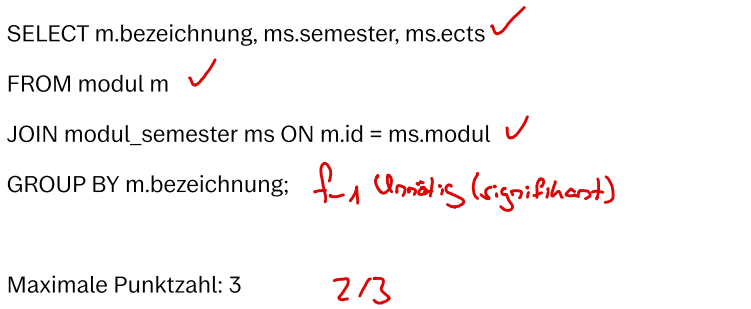 SELECT m.bezeichnung, ms.semester, ms.ects ✓
FROM modul m ✓
JOIN modul_semester ms ON m.id = ms.modul ✓
GROUP BY m.bezeichnung; f-1 Unnötig (signifikant)
Maximale Punktzahl: 3 2/3